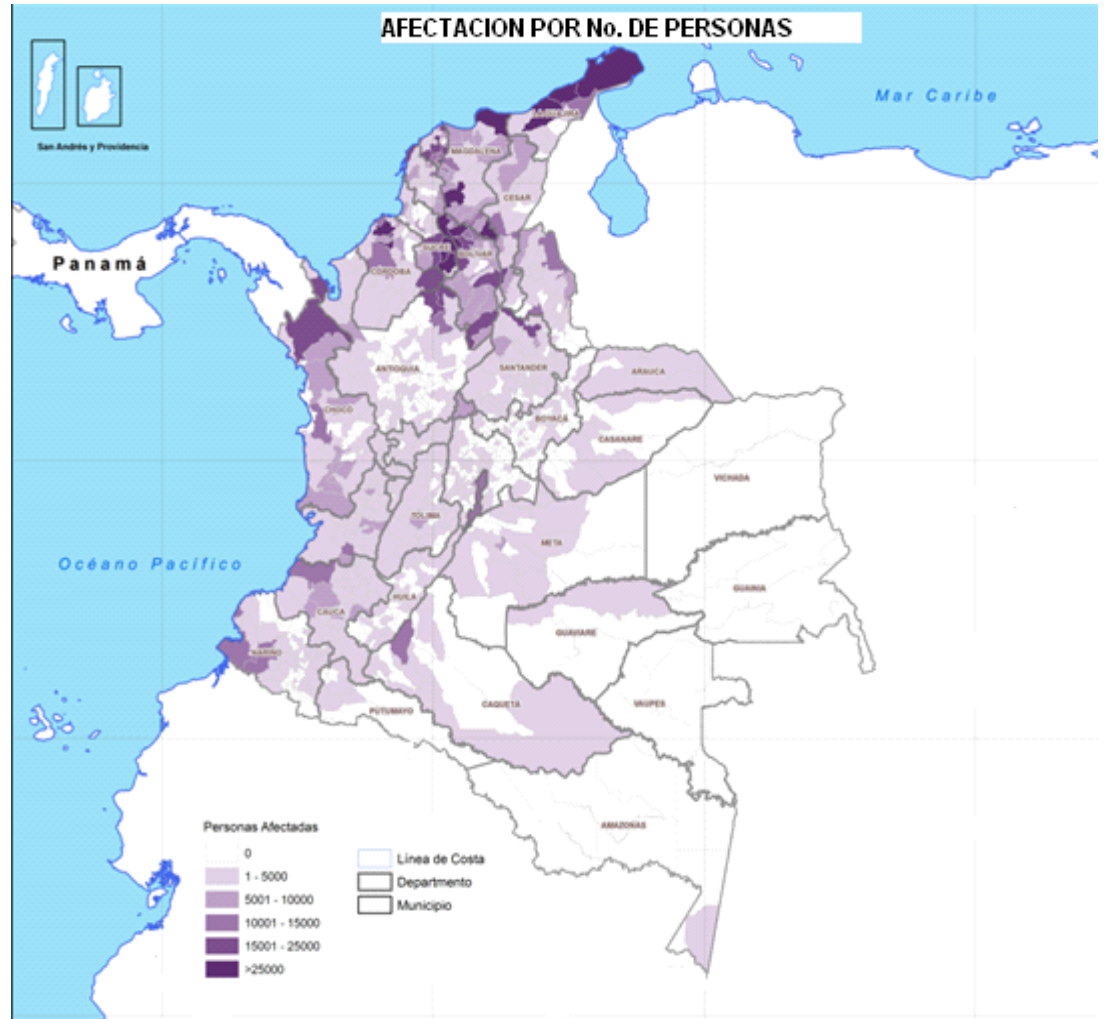 AFECTACION POR No. DE PERSONAS
Mar Caribe
San Andrés y Providencia
LA GUAJIRA
MAGDALENA
CESAR
Panamá
SUCRE
BOLIVAR
CORDOBA
ANTIOQUIA
SANTANDER
ARAUCA
CHOCO
BOYACÁ
CASANARE
VICHADA
TOLIMA
META
Océano Pacífico
GUAINIA
HUILA
CAUCA
GUAVIARE
NARIÑO
CAQUETA
VAUPES
PUTUMAYO
AMAZONAS
Personas Afectadas
0
1 - 5000
5001 - 10000
10001 - 15000
15001 - 25000
>25000
Línea de Costa
Departmento
Municipio